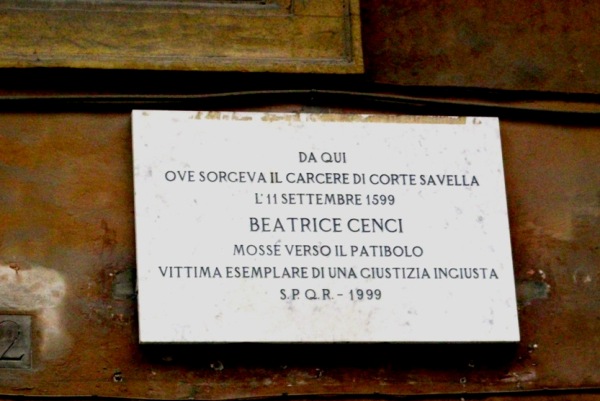 DA QUI
OVE SORGEVA IL CARCERE DI CORTE SAVELLA
L'11 SETTEMBRE 1599
BEATRICE CENCI
MOSSE VERSO IL PATIBOLO
VITTIMA ESEMPLARE DI UNA GIUSTIZIA INGIUSTA
S.P.Q.R. - 1999
2